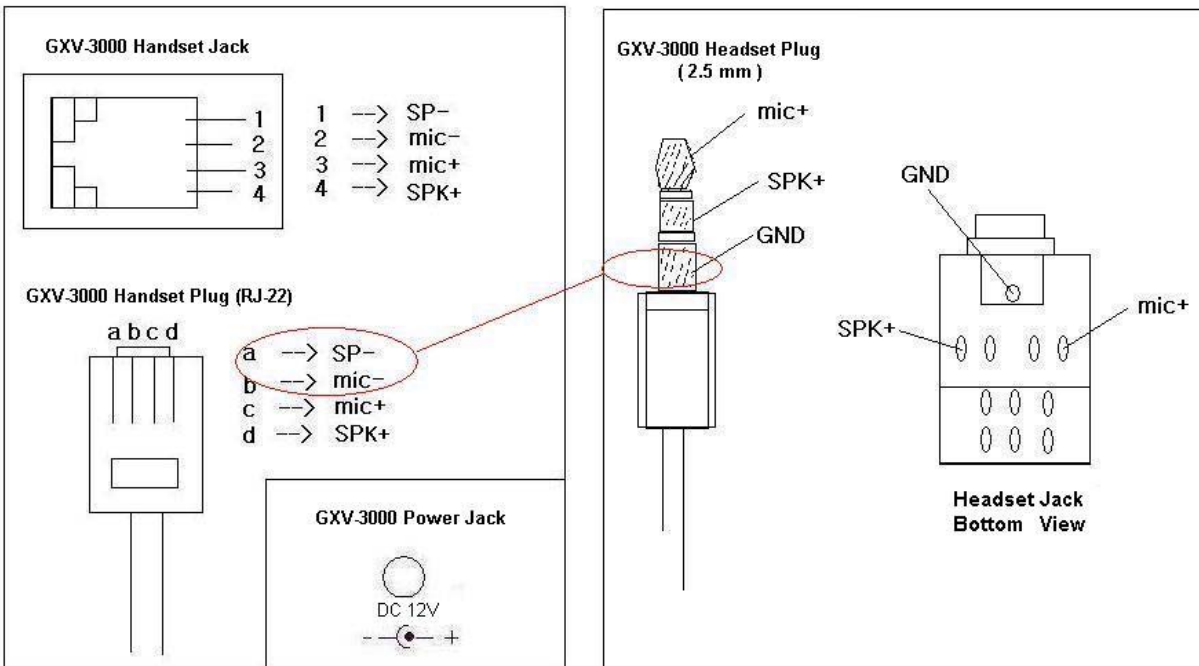 GXV-3000 Handset Jack
1
2
3
4
1 --> SP-
2 --> mic-
3 --> mic+
4 --> SPK+
GXV-3000 Handset Plug (RJ-22)
a b c d
a --> SP-
b --> mic-
c --> mic+
d --> SPK+
GXV-3000 Power Jack
DC 12V
- +
GXV-3000 Headset Plug
( 2.5 mm )
mic+
SPK+
GND
GND
SPK+
mic+
Headset Jack
Bottom View